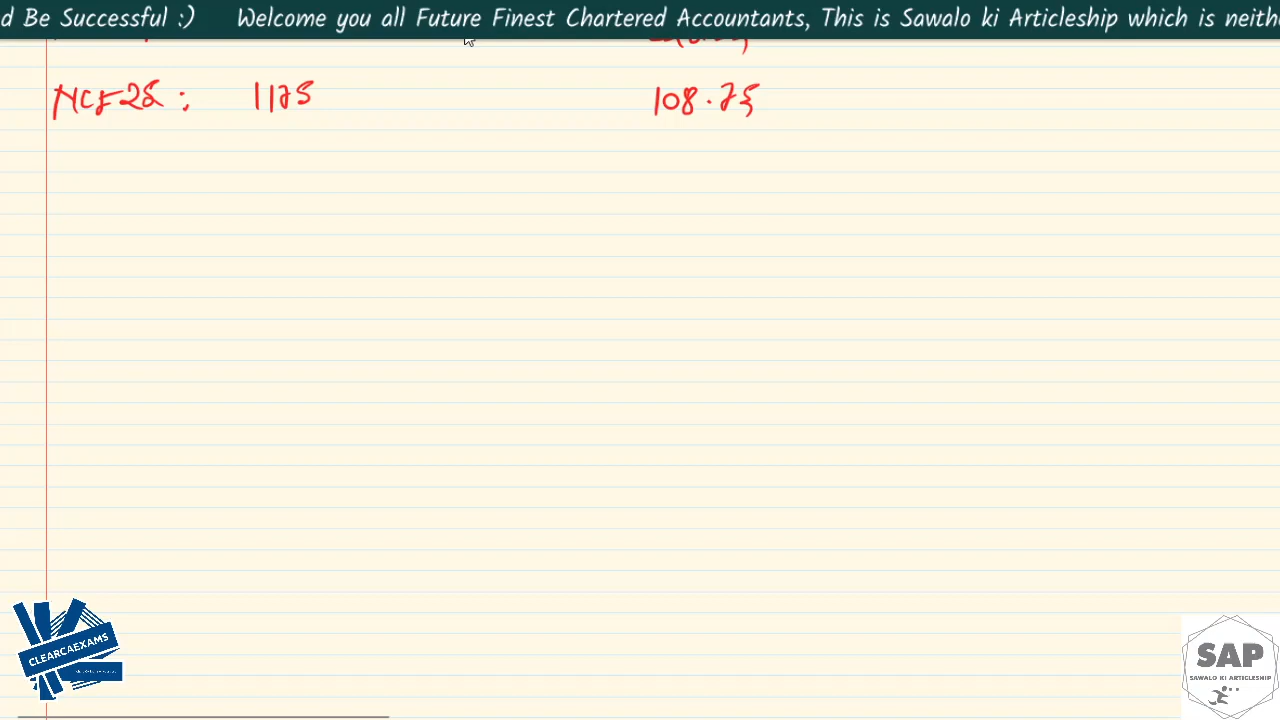 d Be Successful :) Welcome you all Future Finest Chartered Accountants, This is Sawalo ki Articleship which is neith
NCF25 : 1175 108.75
CLEARCAEXAMS
SAP
SAWALO KI ARTICLESHIP